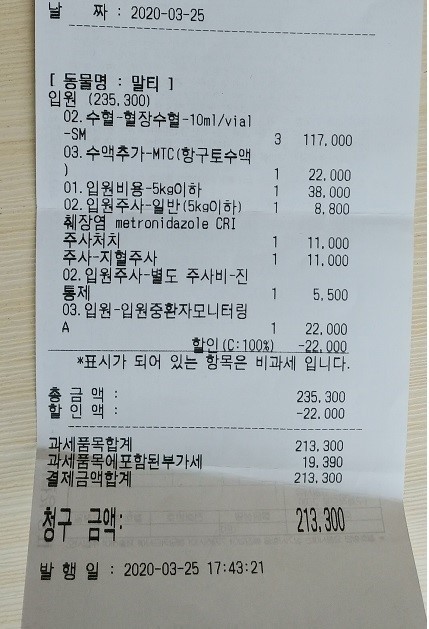 날 짜 : 2020-03-25
[ 동물명 : 말티 ]
입원 (235,300)
02.수혈-혈장수혈-10ml/vial
-SM 3 117,000
03.수액추가-MTC(항구토수액
) 1 22,000
01.입원비용-5kg이하 1 38,000
02.입원주사-일반(5kg이하) 1 8,800
췌장염 metronidazole CRI
주사처치 1 11,000
주사-지혈주사 1 11,000
02.입원주사-별도 주사비-진
통제 1 5,500
03.입원-입원중환자모니터링
A 1 22,000
할인(C:100%) -22,000
*표시가 되어 있는 항목은 비과세 입니다.
총 금 액 : 235,300
할 인 액 : -22,000
과세품목합계 213,300
과세품목에포함된부가세 19,390
결제금액합계 213,300
청구 금액: 213,300
발 행 일 : 2020-03-25 17:43:21